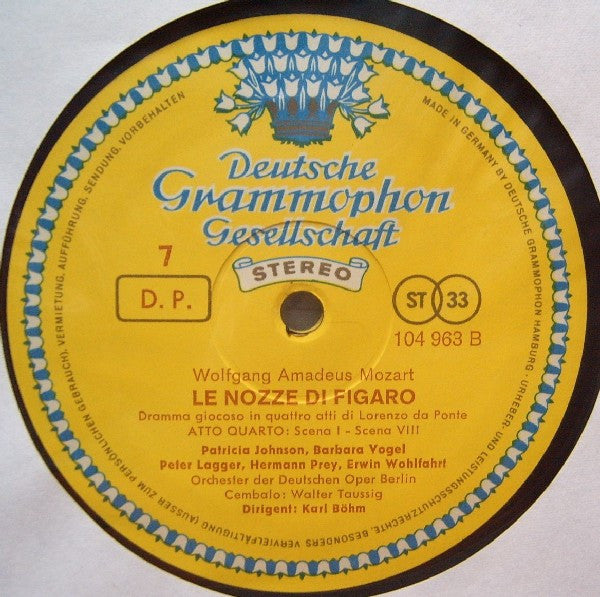 Deutsche
Grammophon
Gesellschaft
STEREO
7
D. P.
ST 33
104 963 B
Wolfgang Amadeus Mozart
LE NOZZE DI FIGARO
Dramma giocoso in quattro atti di Lorenzo da Ponte
ATTO QUARTO: Scena I - Scena VIII
Patricia Johnson, Barbara Vogel
Peter Lagger, Hermann Prey, Erwin Wohlfahrt
Orchester der Deutschen Oper Berlin
Cembalo: Walter Taussig
Dirigent: Karl Böhm
MADE IN GERMANY BY DEUTSCHE GRAMMOPHON HAMBURG · URHEBER- UND LEISTUNGSSCHUTZRECHTE, BESONDERS VERVIELFÄLTIGUNG (AUSSER ZUM PERSÖNLICHEN GEBRAUCH), VERMIETUNG, AUFFÜHRUNG, SENDUNG, VORBEHALTEN